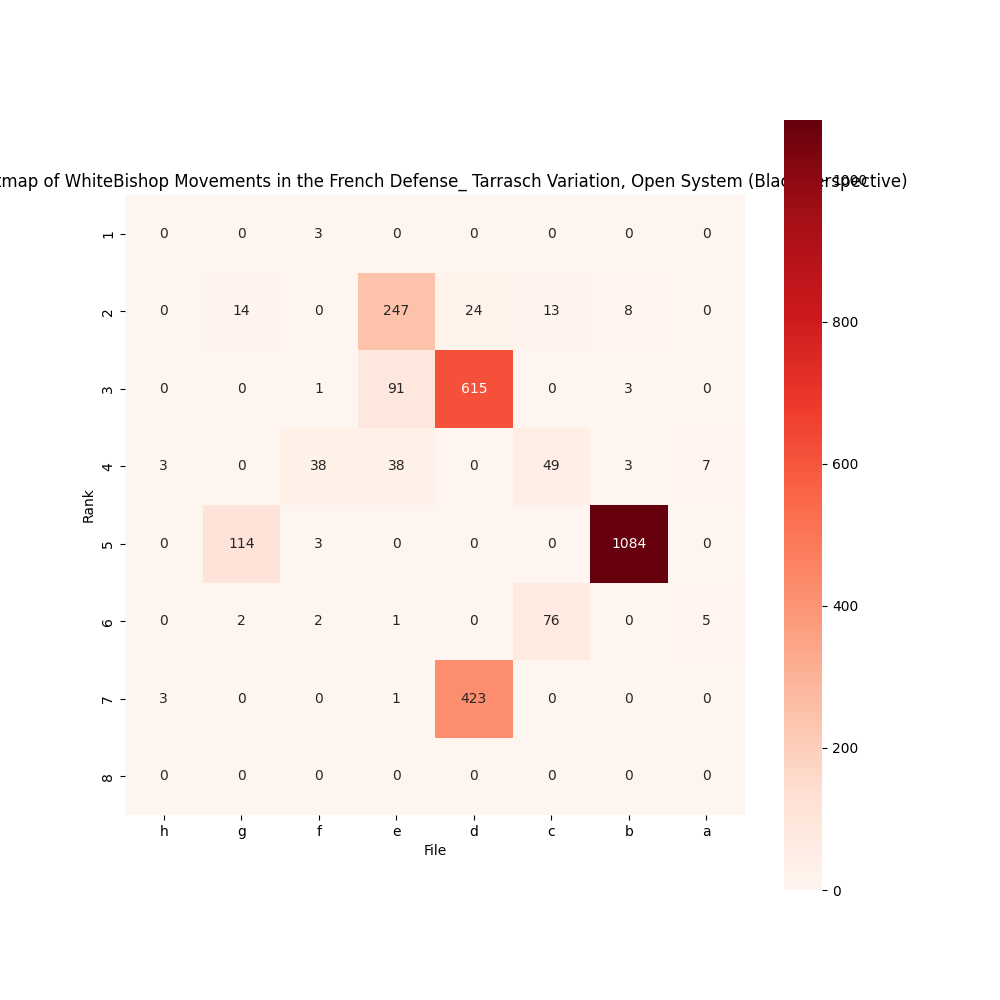 tmap of WhiteBishop Movements in the French Defense_ Tarrasch Variation, Open System (Black Perspective)
1000
1 0 0 3 0 0 0 0 0
2 0 14 0 247 24 13 8 0
800
3 0 0 1 91 615 0 3 0
600
4 3 0 38 38 0 49 3 7
Rank
5 0 114 3 0 0 0 1084 0
400
6 0 2 2 1 0 76 0 5
7 3 0 0 1 423 0 0 0
200
8 0 0 0 0 0 0 0 0
h g f e d c b a
File
0